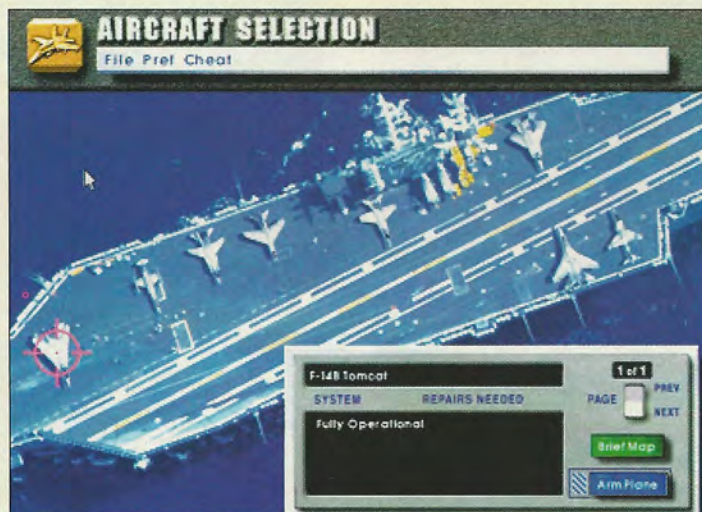 AIRCRAFT SELECTION
File Pref Cheat
F-14B Tomcat
1 of 1
SYSTEM REPAIRS NEEDED
PAGE
PREV
NEXT
Fully Operational
Brief Map
Arm Plane